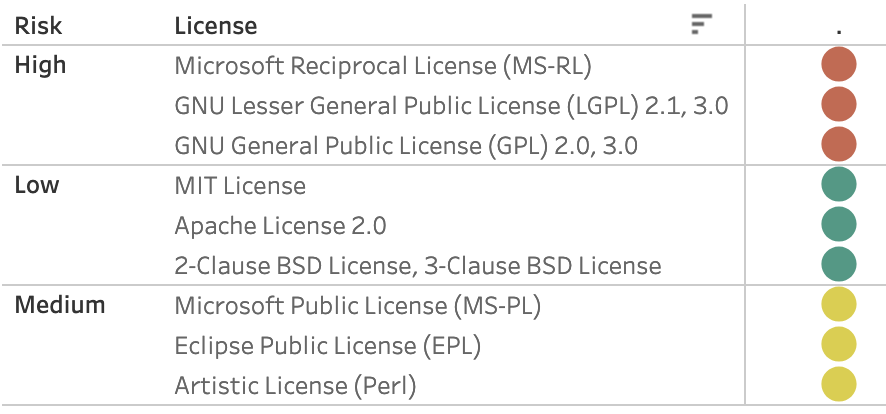 Risk License .
High Microsoft Reciprocal License (MS-RL)
GNU Lesser General Public License (LGPL) 2.1, 3.0
GNU General Public License (GPL) 2.0, 3.0
Low MIT License
Apache License 2.0
2-Clause BSD License, 3-Clause BSD License
Medium Microsoft Public License (MS-PL)
Eclipse Public License (EPL)
Artistic License (Perl)